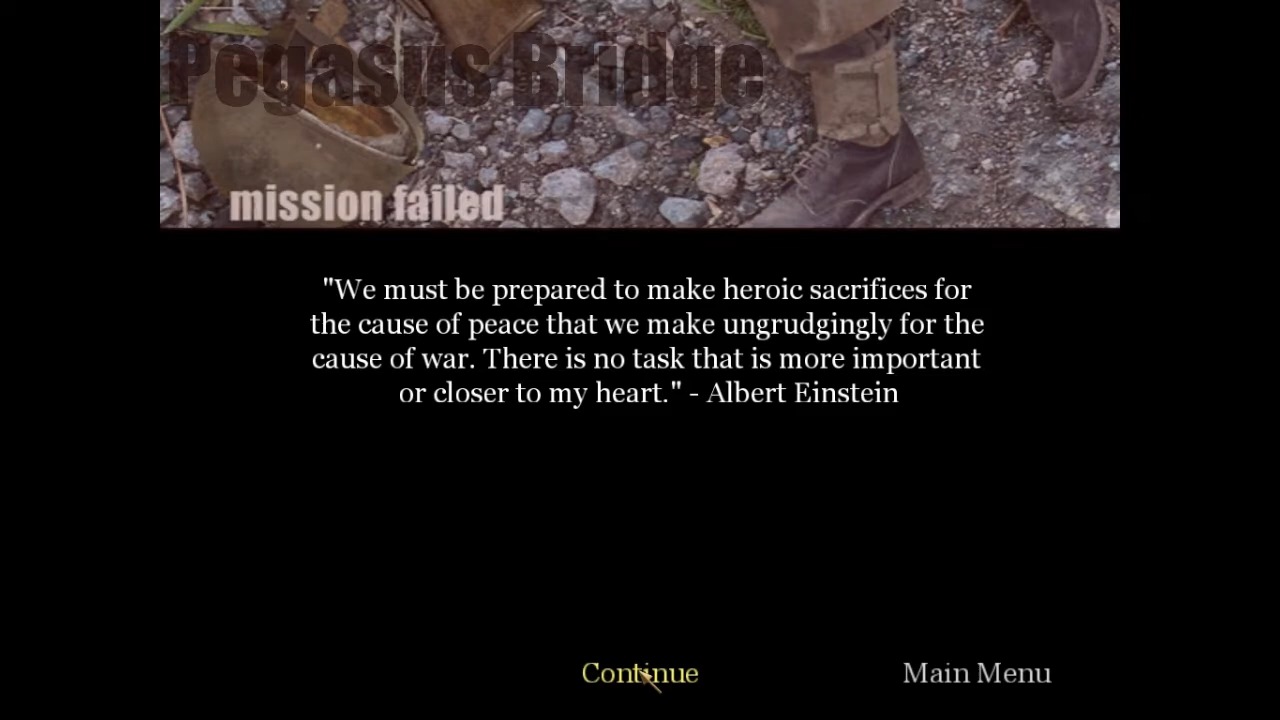 Pegasus Bridge
mission failed
"We must be prepared to make heroic sacrifices for
the cause of peace that we make ungrudgingly for the
cause of war. There is no task that is more important
or closer to my heart." - Albert Einstein
Continue
Main Menu